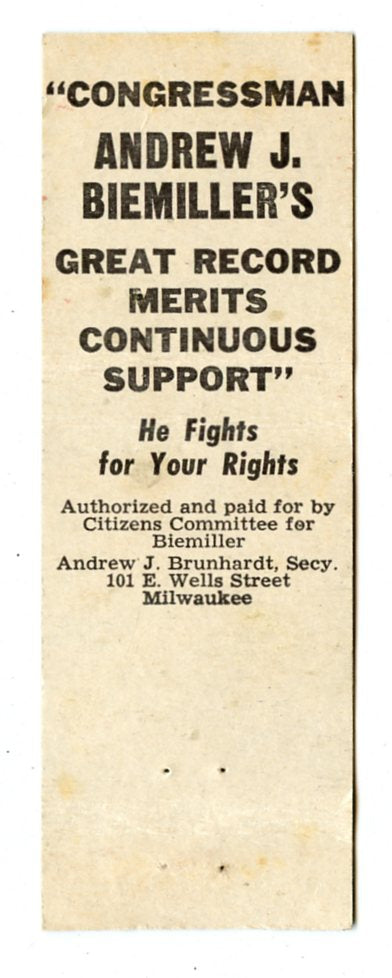 "CONGRESSMAN
ANDREW J.
BIEMILLER'S
GREAT RECORD
MERITS
CONTINUOUS
SUPPORT"
He Fights
for Your Rights
Authorized and paid for by
Citizens Committee for
Biemiller
Andrew J. Brunhardt, Secy.
101 E. Wells Street
Milwaukee